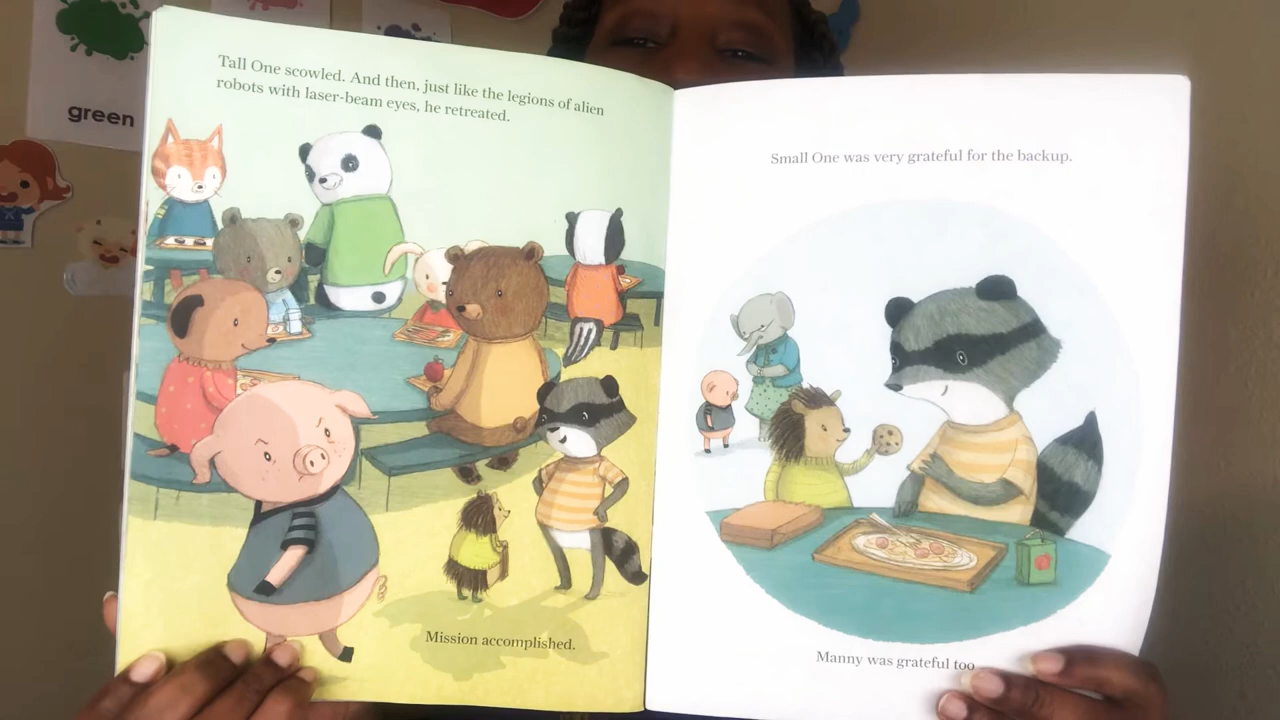 green
Tall One scowled. And then, just like the legions of alien
robots with laser-beam eyes, he retreated.
Mission accomplished.
Small One was very grateful for the backup.
Manny was grateful too